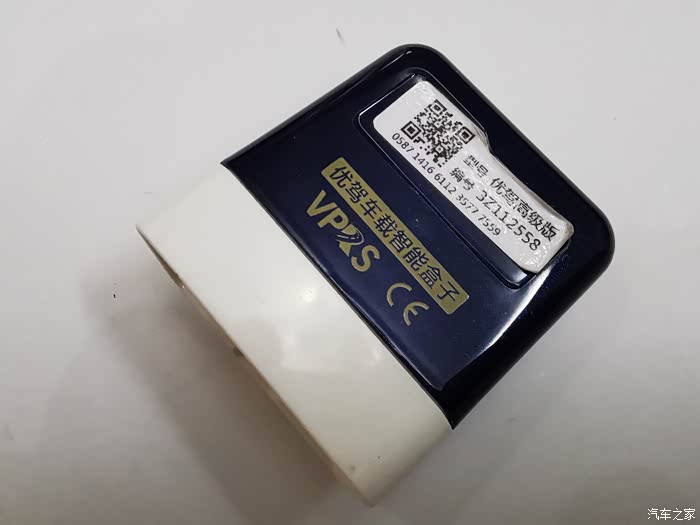 型号 优驾高级版
编号 3Z112558
0587 1416 6112 3577 7559
优驾车载智能盒子
VPAS
CE
汽车之家